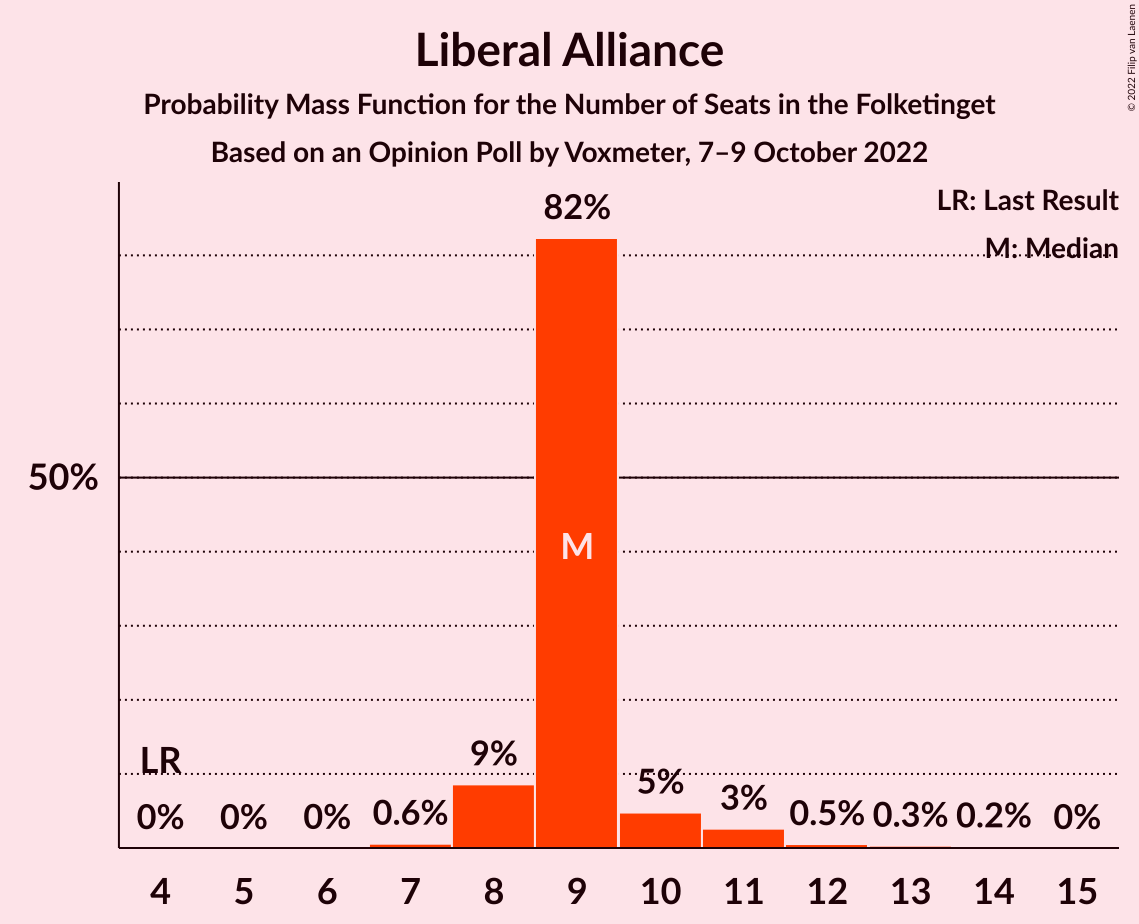 Liberal Alliance
Probability Mass Function for the Number of Seats in the Folketinget
Based on an Opinion Poll by Voxmeter, 7–9 October 2022
© 2022 Filip van Laenen
LR: Last Result
M: Median
82%
50%
M
LR
0% 0% 0% 0.6% 9% 5% 3% 0.5% 0.3% 0.2% 0%
4 5 6 7 8 9 10 11 12 13 14 15